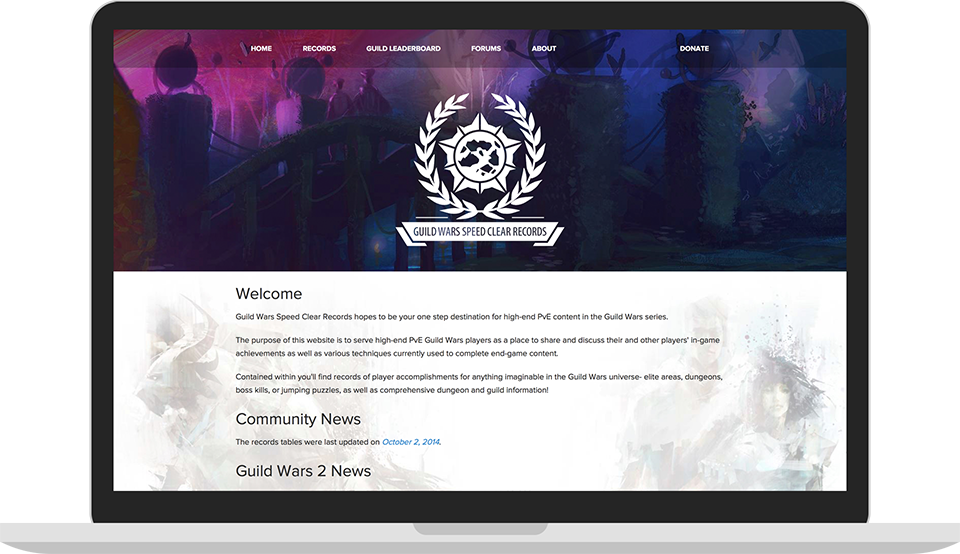 HOME RECORDS GUILD LEADERBOARD FORUMS ABOUT DONATE
GUILD WARS SPEED CLEAR RECORDS
Welcome
Guild Wars Speed Clear Records hopes to be your one step destination for high-end PvE content in the Guild Wars series.
The purpose of this website is to serve high-end PvE Guild Wars players as a place to share and discuss their and other players' in-game
achievements as well as various techniques currently used to complete end-game content.
Contained within you'll find records of player accomplishments for anything imaginable in the Guild Wars universe- elite areas, dungeons,
boss kills, or jumping puzzles, as well as comprehensive dungeon and guild information!
Community News
The records tables were last updated on October 2, 2014.
Guild Wars 2 News